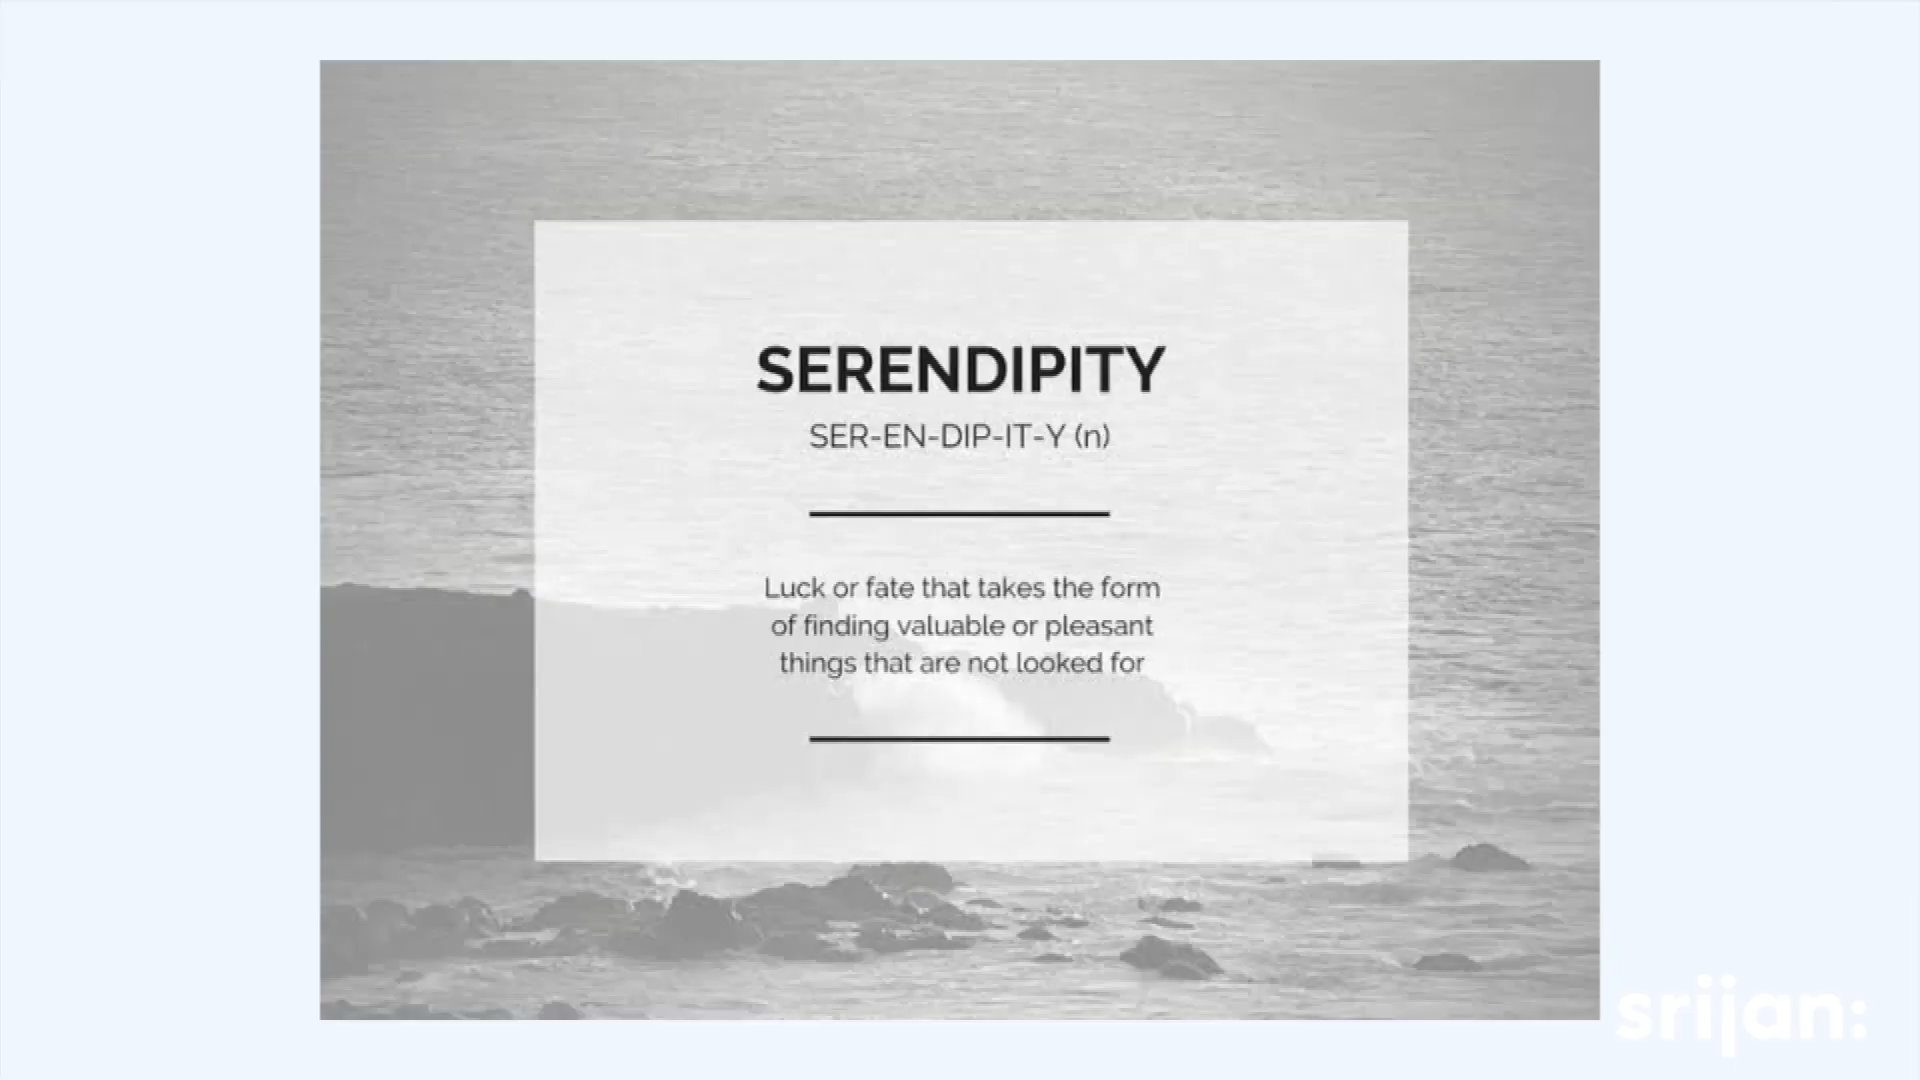 SERENDIPITY
SER-EN-DIP-IT-Y (n)
Luck or fate that takes the form
of finding valuable or pleasant
things that are not looked for
srijan: